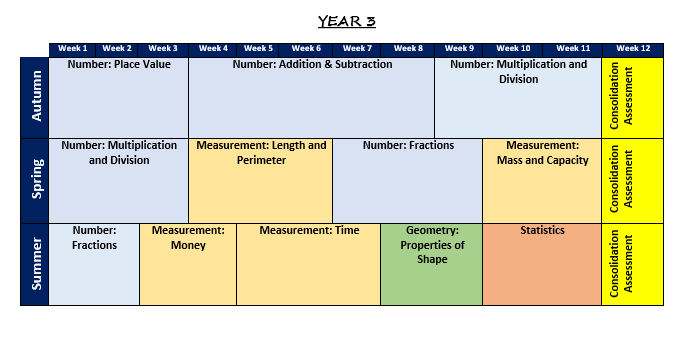 YEAR 3
Week 1 Week 2 Week 3 Week 4 Week 5 Week 6 Week 7 Week 8 Week 9 Week 10 Week 11 Week 12
Autumn
Number: Place Value
Number: Addition & Subtraction
Number: Multiplication and
Division
Consolidation
Assessment
Spring
Number: Multiplication
and Division
Measurement: Length and
Perimeter
Number: Fractions
Measurement:
Mass and Capacity
Consolidation
Assessment
Summer
Number:
Fractions
Measurement:
Money
Measurement: Time
Geometry:
Properties of
Shape
Statistics
Consolidation
Assessment